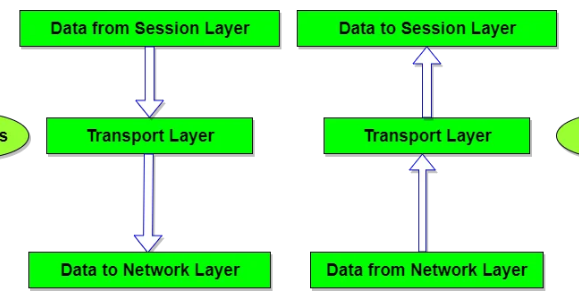 Data from Session Layer
Data to Session Layer
Transport Layer
Transport Layer
Data to Network Layer
Data from Network Layer